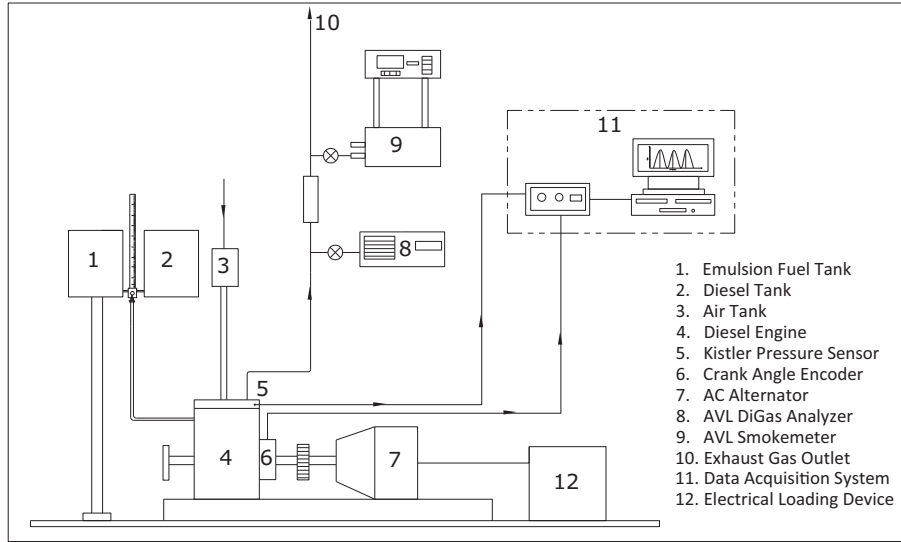 10
9
11
8
1
2
3
5
4
6
7
12
1. Emulsion Fuel Tank
2. Diesel Tank
3. Air Tank
4. Diesel Engine
5. Kistler Pressure Sensor
6. Crank Angle Encoder
7. AC Alternator
8. AVL DiGas Analyzer
9. AVL Smokemeter
10. Exhaust Gas Outlet
11. Data Acquisition System
12. Electrical Loading Device